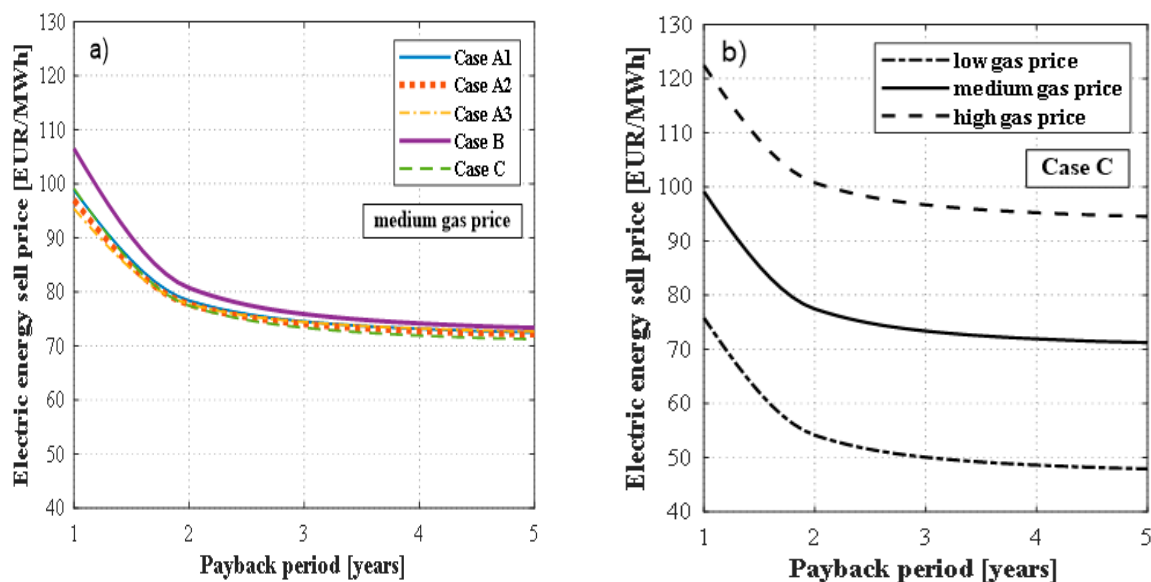 a)
Electric energy sell price [EUR/MWh]
130
120
110
100
90
80
70
60
50
40
Case A1
Case A2
Case A3
Case B
Case C
medium gas price
1 2 3 4 5
Payback period [years]
b)
Electric energy sell price [EUR/MWh]
130
120
110
100
90
80
70
60
50
40
low gas price
medium gas price
high gas price
Case C
1 2 3 4 5
Payback period [years]